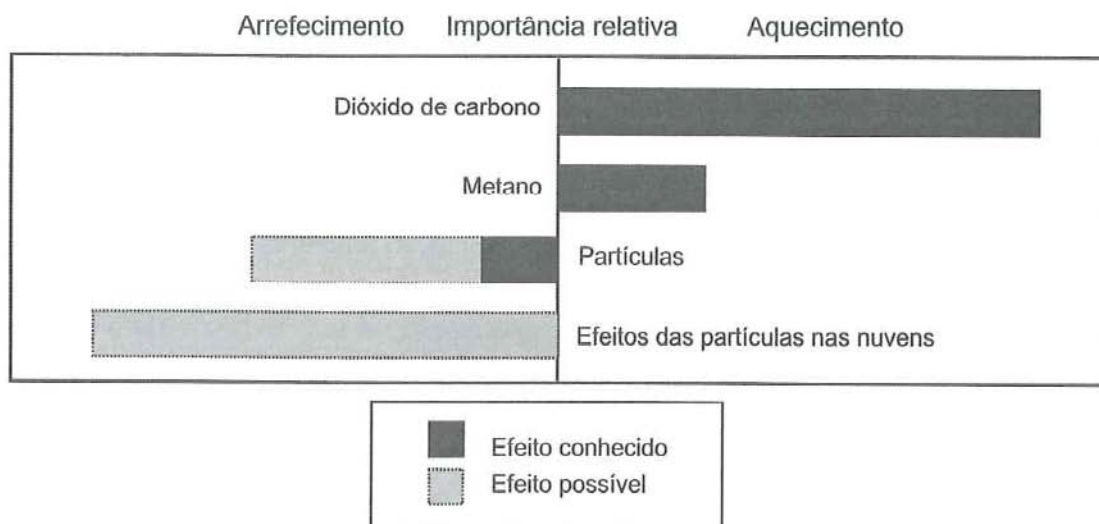 Arrefecimento Importância relativa Aquecimento
Dióxido de carbono
Metano
Partículas
Efeitos das partículas nas nuvens
Efeito conhecido
Efeito possível